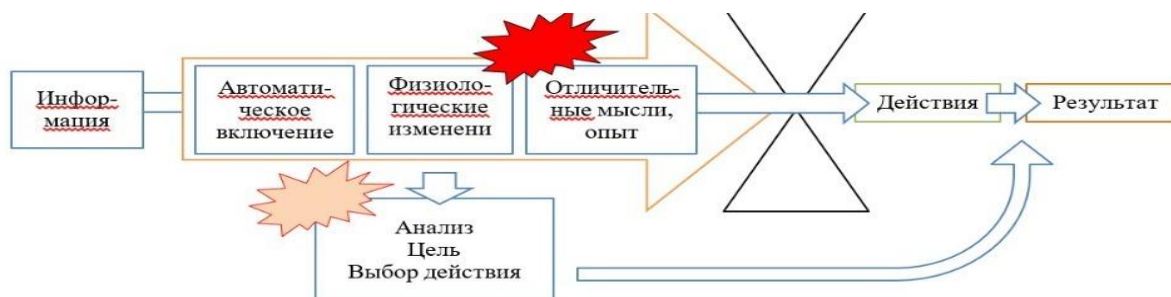 Инфор-
мация
Автомати-
ческое
включение
Физиоло-
гические
изменени
Отличитель-
ные мысли,
опыт
Действия
Результат
Анализ
Цель
Выбор действия